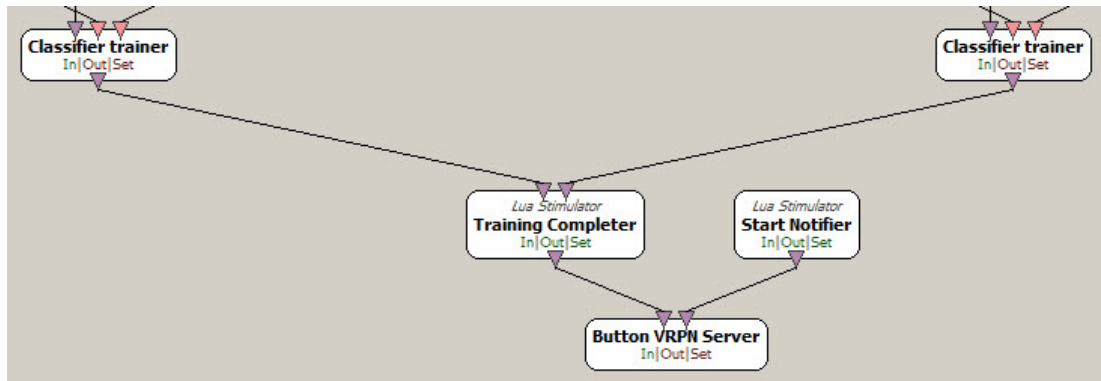 Classifier trainer
In|Out|Set
Classifier trainer
In|Out|Set
Lua Stimulator
Training Completer
In|Out|Set
Lua Stimulator
Start Notifier
In|Out|Set
Button VRPN Server
In|Out|Set